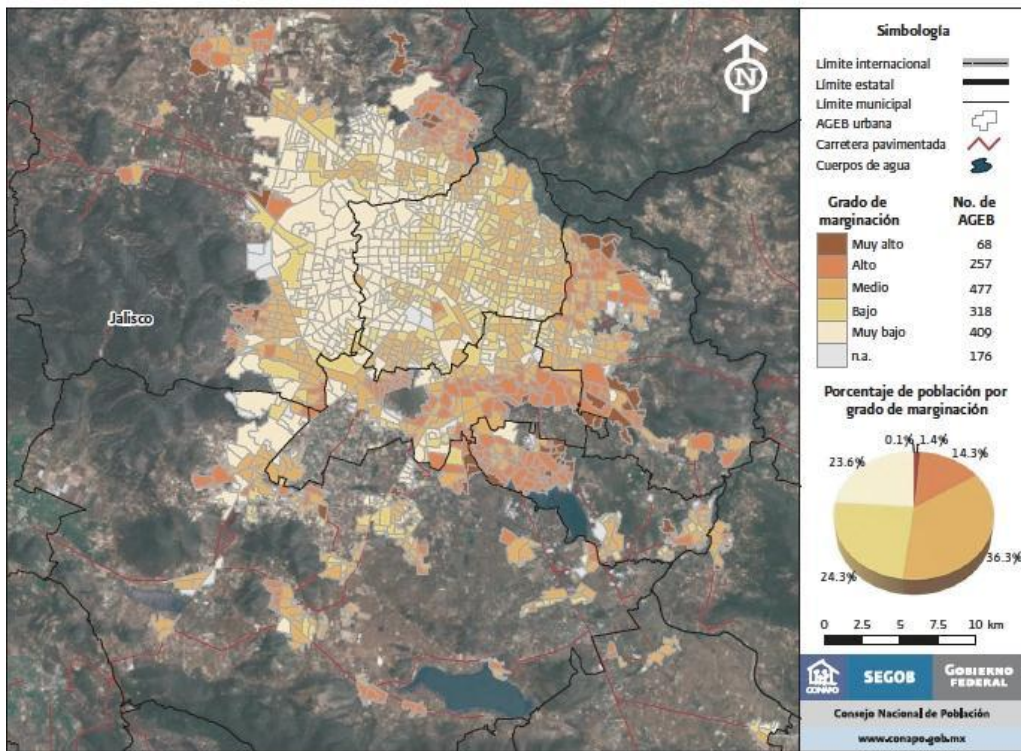 Jalisco
N
Simbología
Límite internacional
Límite estatal
Límite municipal
AGEB urbana
Carretera pavimentada
Cuerpos de agua
Grado de marginación No. de AGEB
Muy alto 68
Alto 257
Medio 477
Bajo 318
Muy bajo 409
n.a. 176
Porcentaje de población por
grado de marginación
0.1% 1.4%
23.6% 14.3%
24.3% 36.3%
0 2.5 5 7.5 10 km
CONAPO SEGOB GOBIERNO FEDERAL
Consejo Nacional de Población
www.conapo.gob.mx